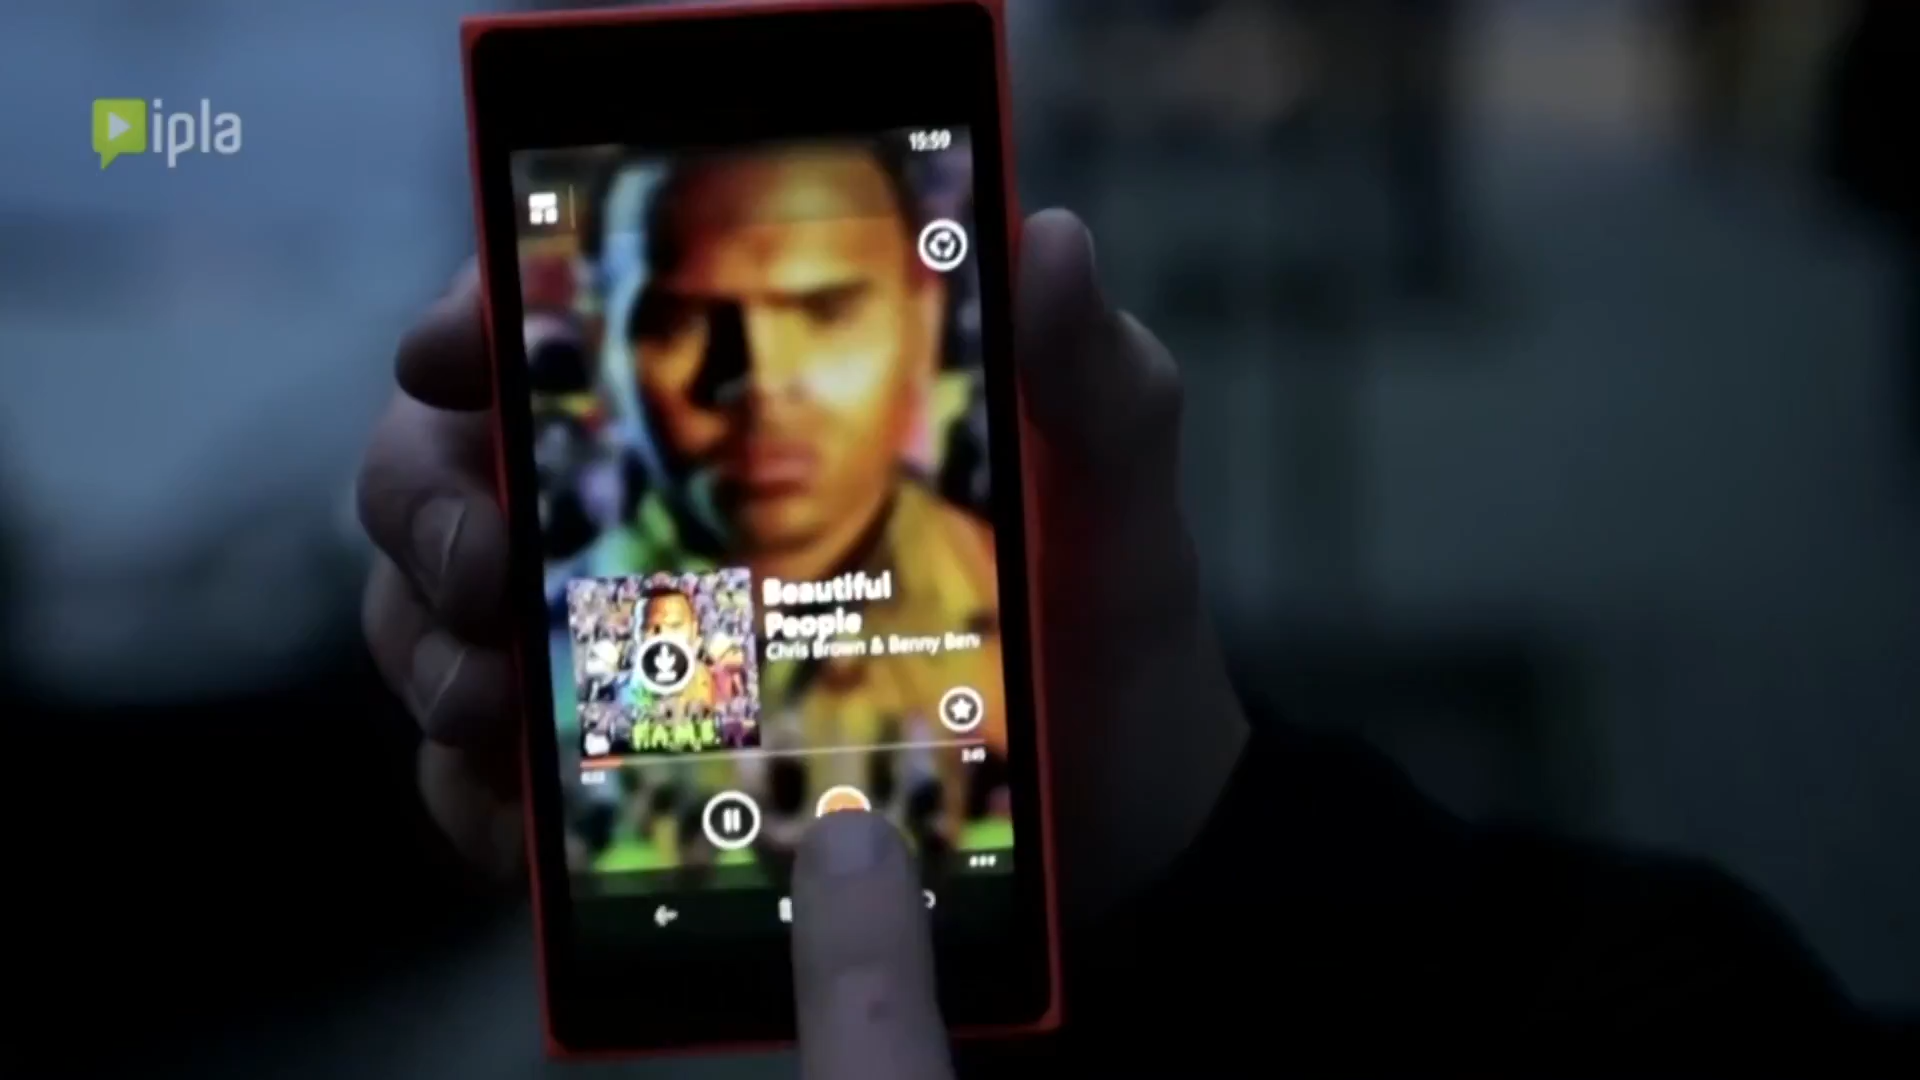 ipla
15:59
Beautiful
People
Chris Brown & Benny Ben
F.A.M.E.